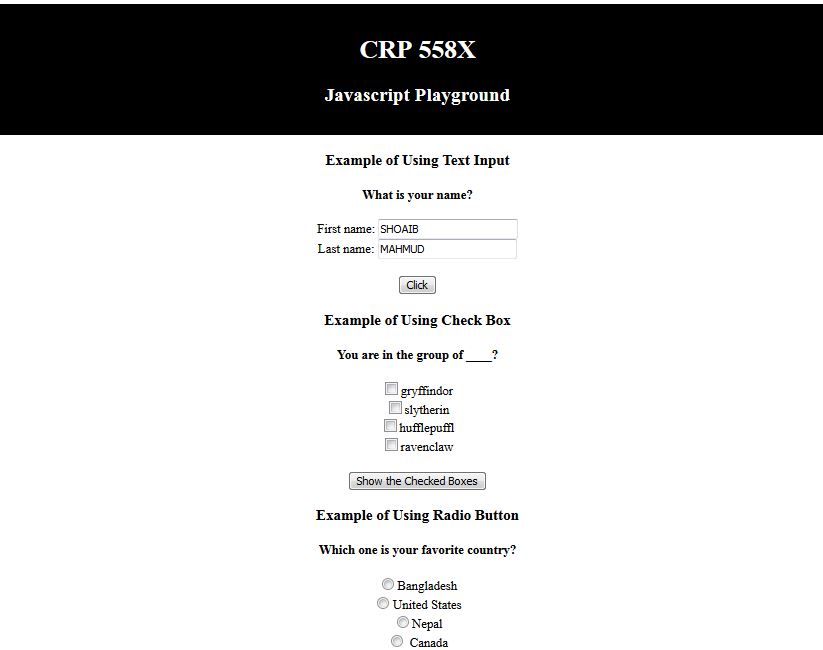 CRP 558X
Javascript Playground
Example of Using Text Input
What is your name?
First name: SHOAIB
Last name: MAHMUD
Click
Example of Using Check Box
You are in the group of ____?
gryffindor
slytherin
hufflepuffl
ravenclaw
Show the Checked Boxes
Example of Using Radio Button
Which one is your favorite country?
Bangladesh
United States
Nepal
Canada